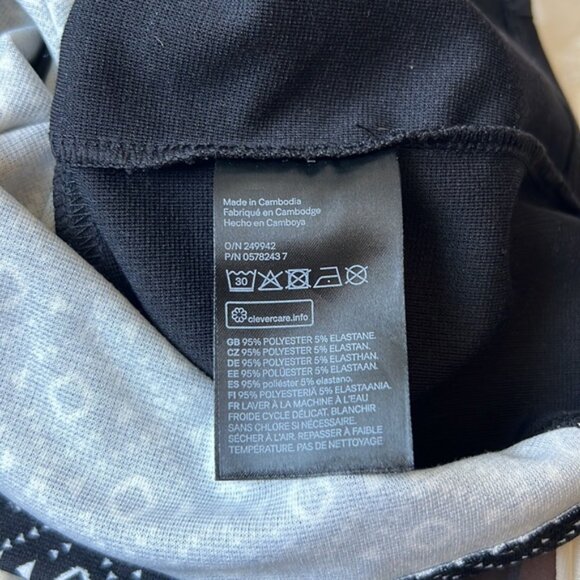 Made in Cambodia
Fabriqué en Cambodge
Hecho en Camboya
O/N 249942
P/N 0578243 7
30
clevercare.info
GB 95% POLYESTER 5% ELASTANE.
CZ 95% POLYESTER 5% ELASTAN.
DE 95% POLYESTER 5% ELASTHAN.
EE 95% POLÜESTER 5% ELASTAAN.
ES 95% poliéster 5% elastano.
FI 95% POLYESTERIÄ 5% ELASTAANIA.
FR LAVER À LA MACHINE À L'EAU
FROIDE CYCLE DÉLICAT. BLANCHIR
SANS CHLORE SI NÉCESSAIRE.
SÉCHER À L'AIR. REPASSER À FAIBLE
TEMPÉRATURE. PAS DE NETTOYAGE